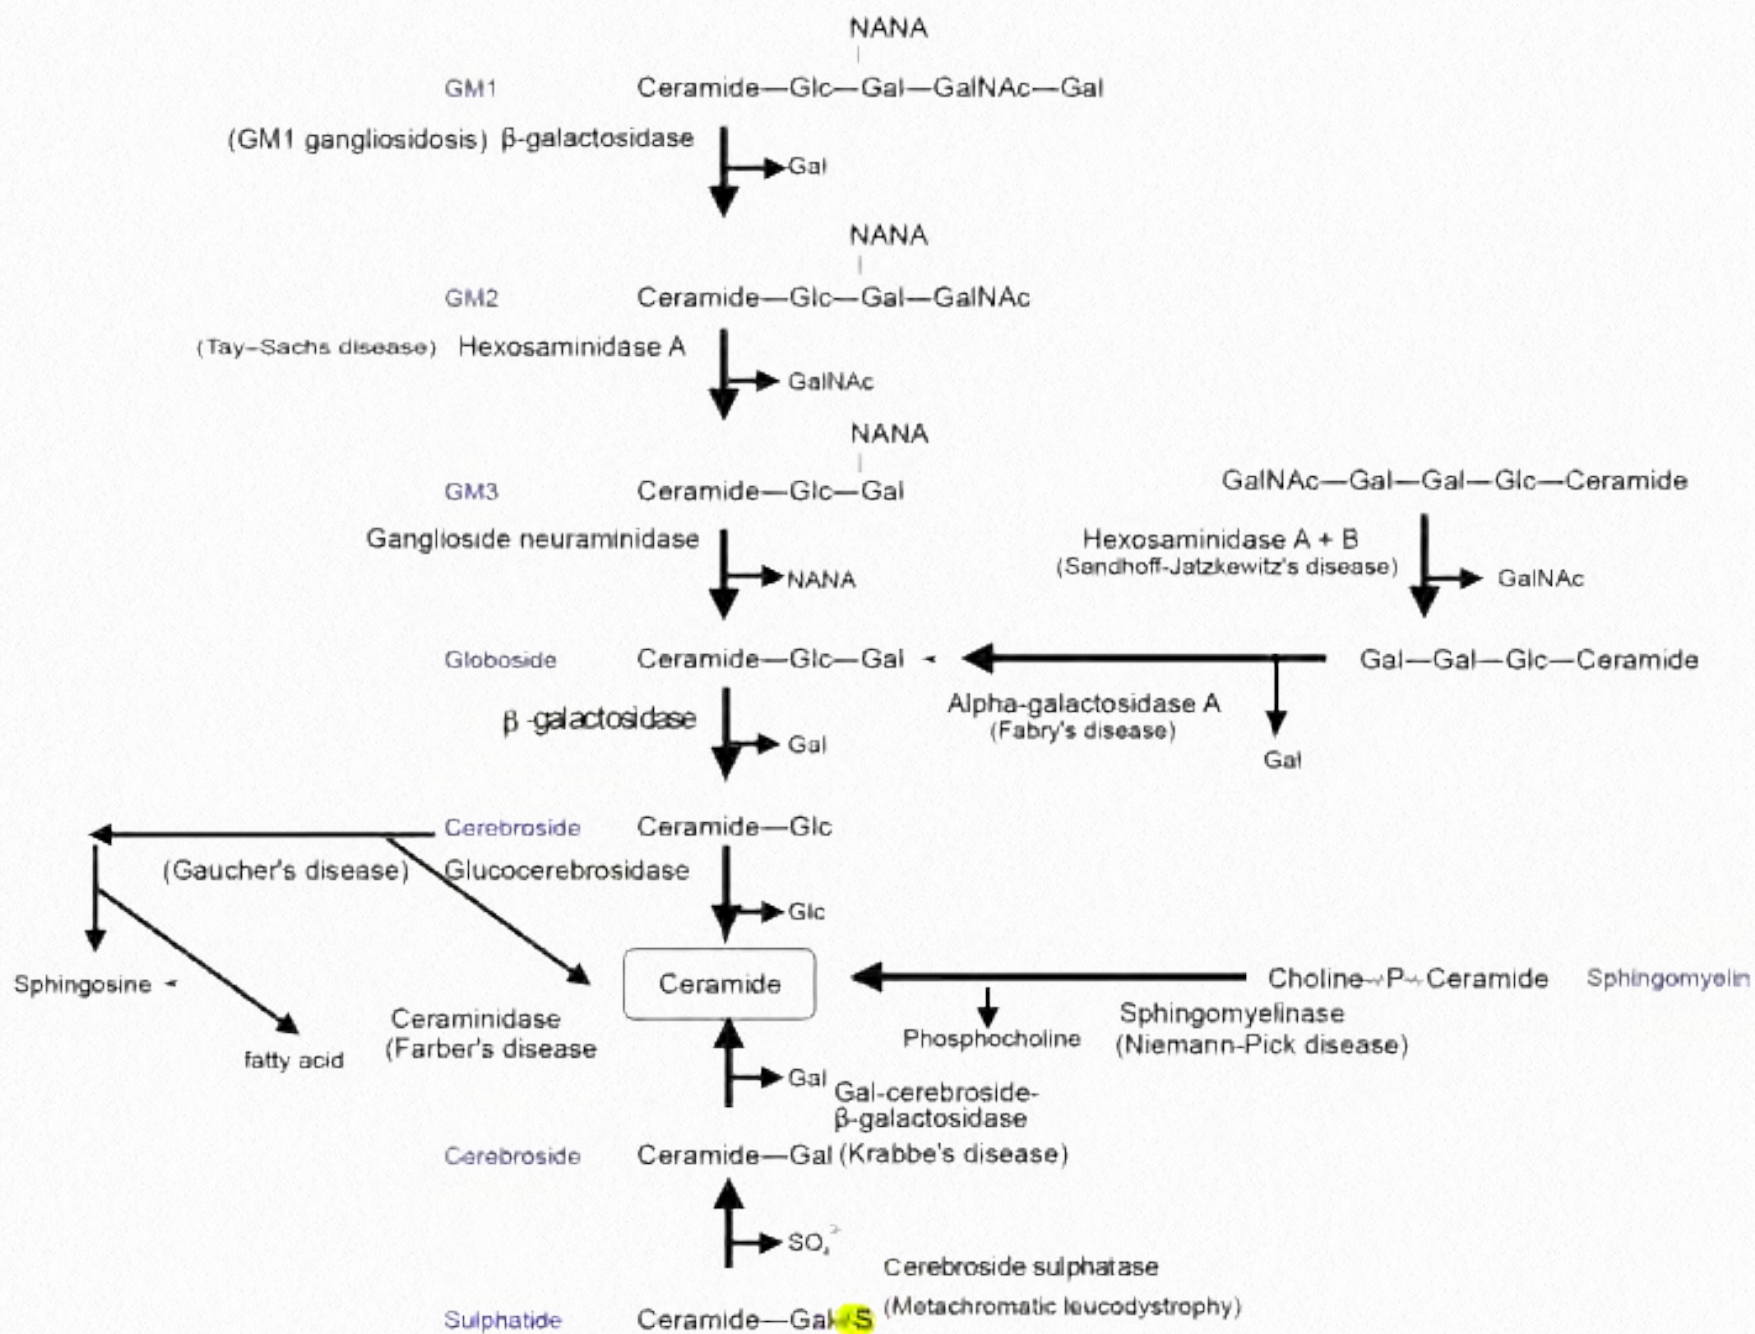 NANA
GM1 Ceramide—Glc—Gal—GalNAc—Gal
(GM1 gangliosidosis) β-galactosidase
Gal
NANA
GM2 Ceramide—Glc—Gal—GalNAc
(Tay-Sachs disease) Hexosaminidase A
GalNAc
NANA
GM3 Ceramide—Glc—Gal
Ganglioside neuraminidase
NANA
GalNAc—Gal—Gal—Glc—Ceramide
Hexosaminidase A + B
(Sandhoff-Jatzkewitz's disease)
GalNAc
Globoside Ceramide—Glc—Gal
Gal—Gal—Glc—Ceramide
Alpha-galactosidase A
(Fabry's disease)
Gal
β -galactosidase
Gal
Cerebroside Ceramide—Glc
(Gaucher's disease) Glucocerebrosidase
Glc
Sphingosine
fatty acid
Ceraminidase
(Farber's disease
Ceramide
Choline-P-Ceramide Sphingomyelin
Phosphocholine
Sphingomyelinase
(Niemann-Pick disease)
Gal
Gal-cerebroside-
β-galactosidase
Cerebroside Ceramide—Gal (Krabbe's disease)
SO₄²⁻
Cerebroside sulphatase
(Metachromatic leucodystrophy)
Sulphatide Ceramide—Gal-S